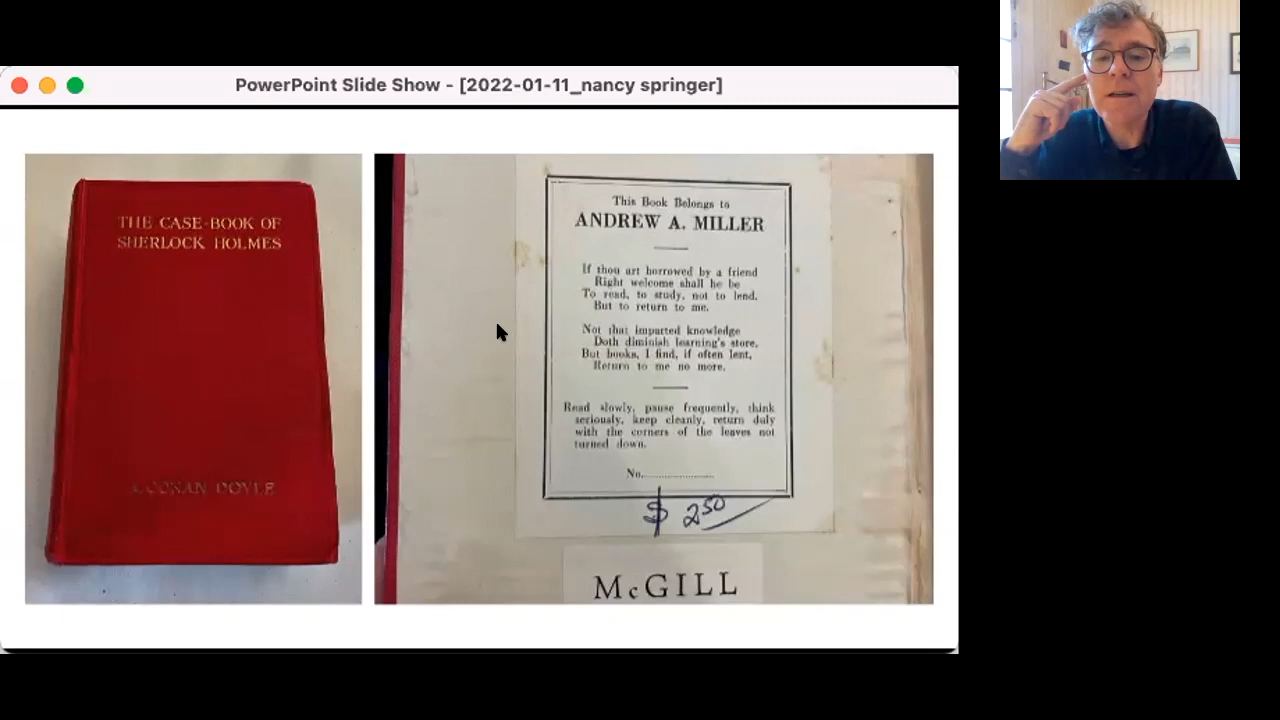 PowerPoint Slide Show - [2022-01-11_nancy springer]
THE CASE-BOOK OF
SHERLOCK HOLMES
A. CONAN DOYLE
This Book Belongs to
ANDREW A. MILLER
If thou art borrowed by a friend
Right welcome shall he be
To read, to study, not to lend,
But to return to me.
Not that imparted knowledge
Doth diminish learning's store,
But books, I find, if often lent,
Return to me no more.
Read slowly, pause frequently, think
seriously, keep cleanly, return duly
with the corners of the leaves not
turned down.
No....................
$ 2.50
McGILL